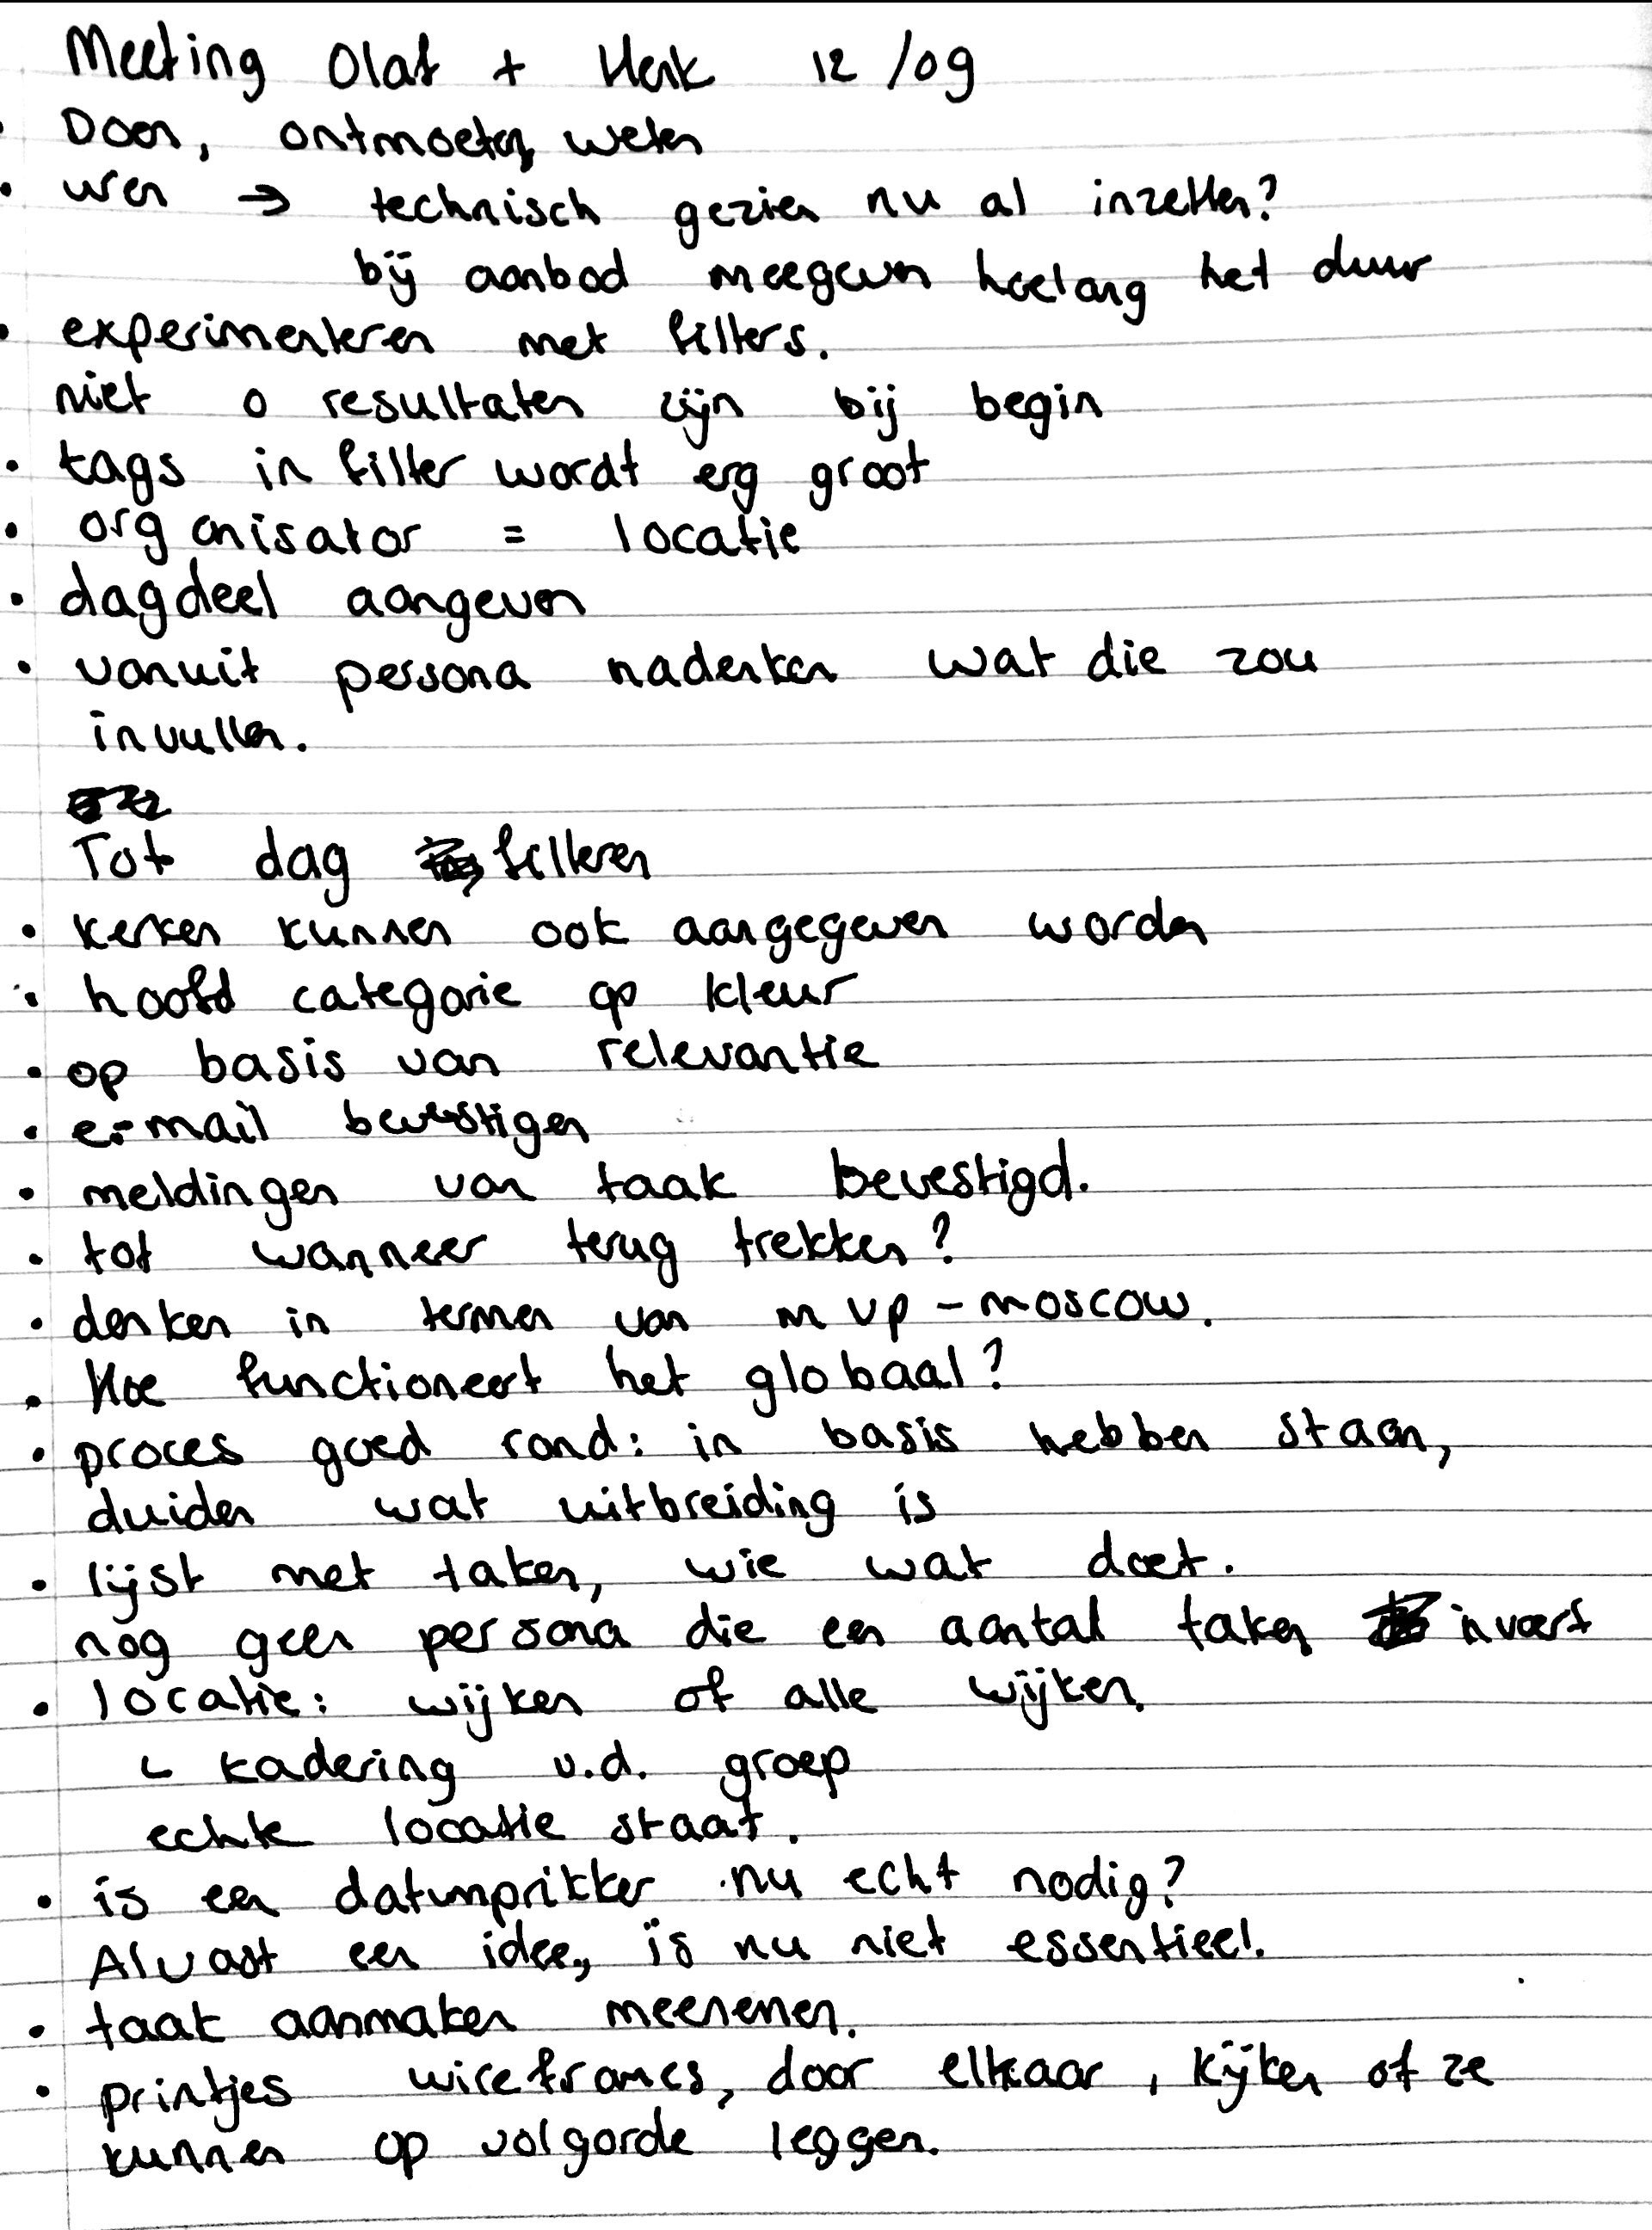 Meeting Olaf + Henk 12/09
• Doen, ontmoeten, weten
• uren → technisch gezien nu al inzetten?
bij aanbod meegeven hoelang het duur
• experimenteren met filters.
niet 0 resultaten zijn bij begin
• tags in filter wordt erg groot
• organisator = locatie
• dagdeel aangeven
• vanuit persona nadenken wat die zou
invullen.
Tot dag filteren
• kerken kunnen ook aangegeven worden
• hoofd categorie op kleur
• op basis van relevantie
• e-mail bevestigen
• meldingen van taak bevestigd.
• tot wanneer terug trekken?
• denken in termen van mvp - moscow.
• Hoe functioneert het globaal?
• proces goed rond: in basis hebben staan,
duiden wat uitbreiding is
• lijst met taken, wie wat doet.
nog geen persona die een aantal taken invoert
• locatie: wijken of alle wijken.
↳ kadering v.d. groep
echte locatie staat.
• is een datumprikker nu echt nodig?
Alvast een idee, is nu niet essentieel.
• taak aanmaken meenemen.
• printjes wireframes, door elkaar, kijken of ze
kunnen op volgorde leggen.